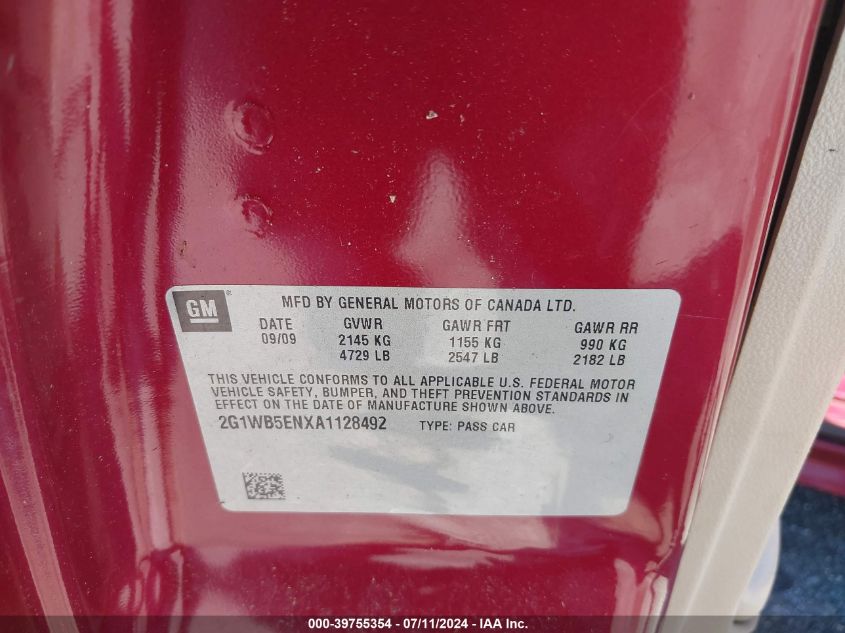 GM® MFD BY GENERAL MOTORS OF CANADA LTD.
DATE GVWR GAWR FRT GAWR RR
09/09 2145 KG 1155 KG 990 KG
4729 LB 2547 LB 2182 LB
THIS VEHICLE CONFORMS TO ALL APPLICABLE U.S. FEDERAL MOTOR
VEHICLE SAFETY, BUMPER, AND THEFT PREVENTION STANDARDS IN
EFFECT ON THE DATE OF MANUFACTURE SHOWN ABOVE.
2G1WB5ENXA1128492 TYPE: PASS CAR
000-39755354 - 07/11/2024 - IAA Inc.